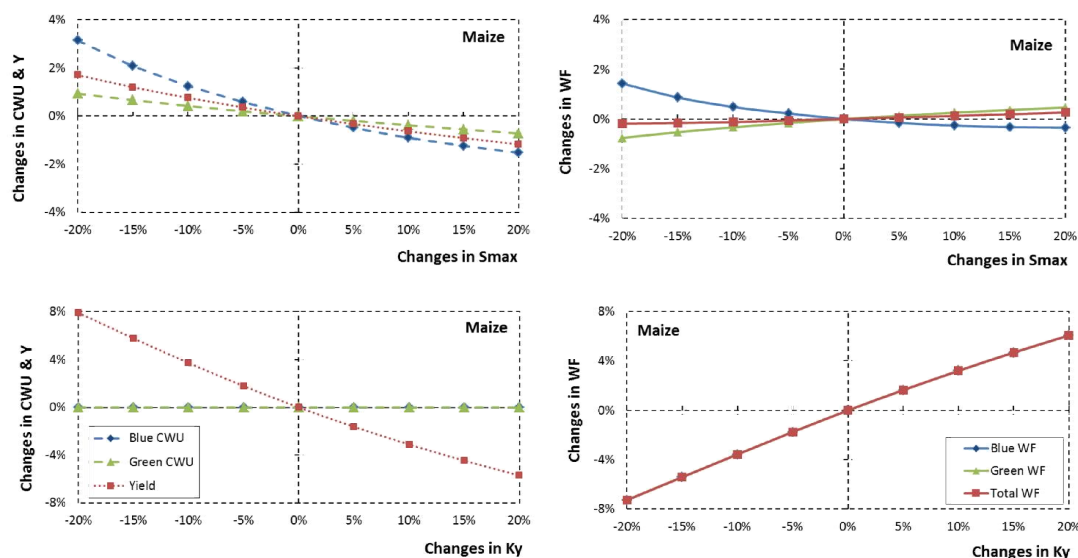 4%
2%
0%
-2%
-4%
Changes in CWU & Y
Maize
-20% -15% -10% -5% 0% 5% 10% 15% 20%
Changes in Smax
4%
2%
0%
-2%
-4%
Changes in WF
Maize
-20% -15% -10% -5% 0% 5% 10% 15% 20%
Changes in Smax
8%
4%
0%
-4%
-8%
Changes in CWU & Y
Maize
Blue CWU
Green CWU
Yield
-20% -15% -10% -5% 0% 5% 10% 15% 20%
Changes in Ky
8%
4%
0%
-4%
-8%
Changes in WF
Maize
Blue WF
Green WF
Total WF
-20% -15% -10% -5% 0% 5% 10% 15% 20%
Changes in Ky